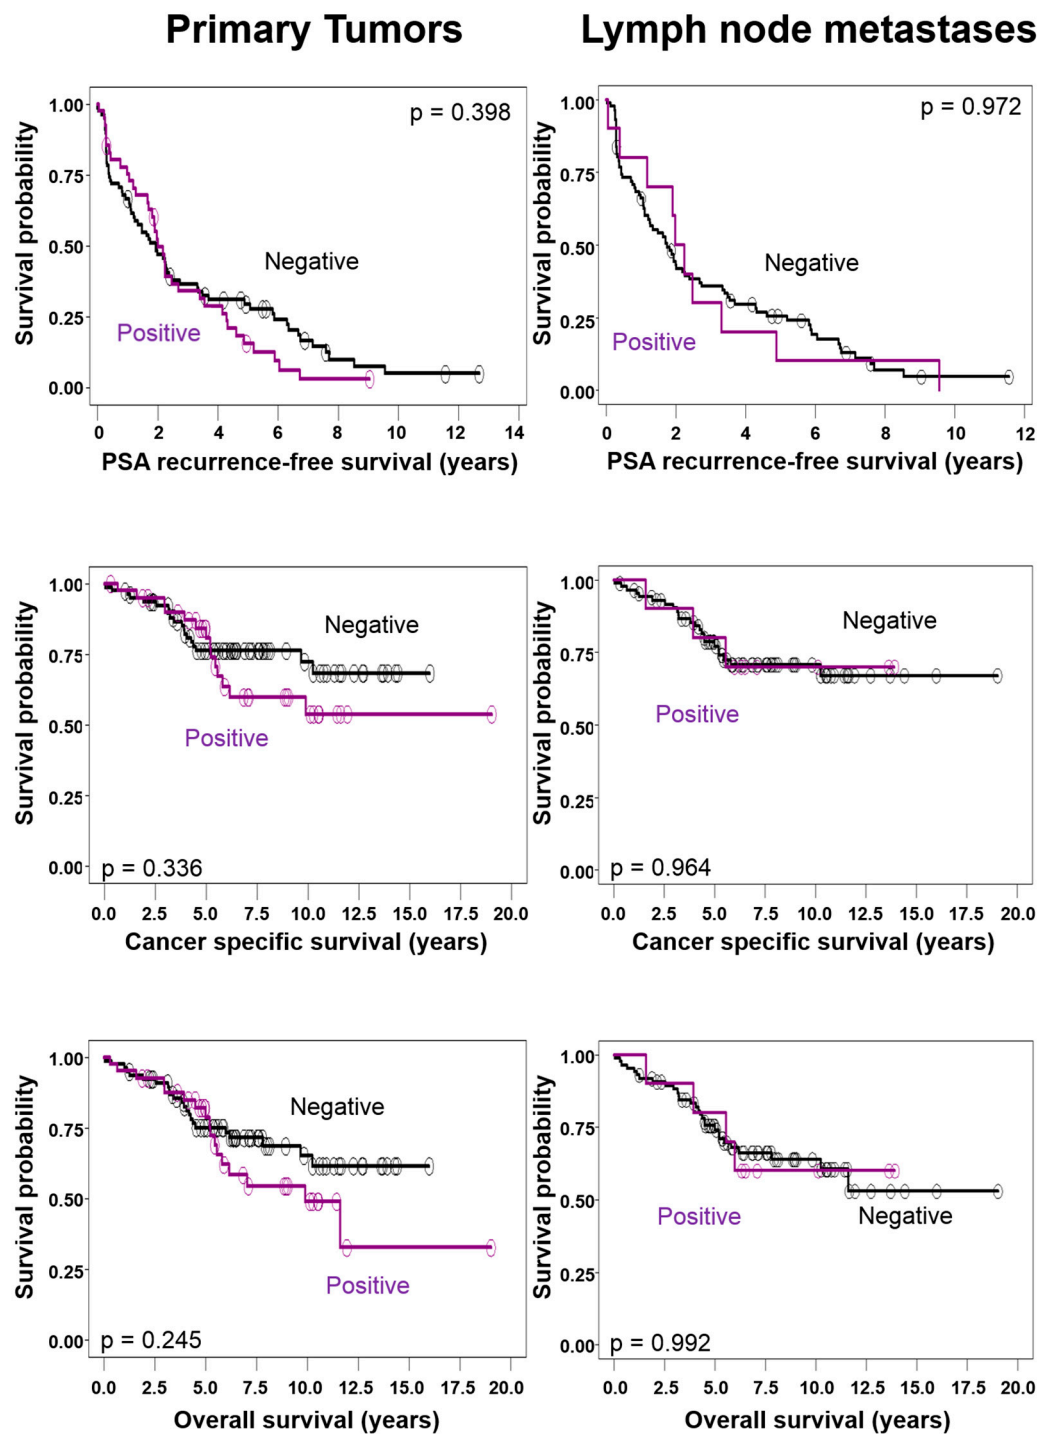 Primary Tumors
Lymph node metastases
Survival probability
1.00
0.75
0.50
0.25
0.00
p = 0.398
Negative
Positive
0 2 4 6 8 10 12 14
PSA recurrence-free survival (years)
Survival probability
1.00
0.75
0.50
0.25
0.00
p = 0.972
Negative
Positive
0 2 4 6 8 10 12
PSA recurrence-free survival (years)
Survival probability
1.00
0.75
0.50
0.25
0.00
Negative
Positive
p = 0.336
0.0 2.5 5.0 7.5 10.0 12.5 15.0 17.5 20.0
Cancer specific survival (years)
Survival probability
1.00
0.75
0.50
0.25
0.00
Negative
Positive
p = 0.964
0.0 2.5 5.0 7.5 10.0 12.5 15.0 17.5 20.0
Cancer specific survival (years)
Survival probability
1.00
0.75
0.50
0.25
0.00
Negative
Positive
p = 0.245
0.0 2.5 5.0 7.5 10.0 12.5 15.0 17.5 20.0
Overall survival (years)
Survival probability
1.00
0.75
0.50
0.25
0.00
Positive
Negative
p = 0.992
0.0 2.5 5.0 7.5 10.0 12.5 15.0 17.5 20.0
Overall survival (years)